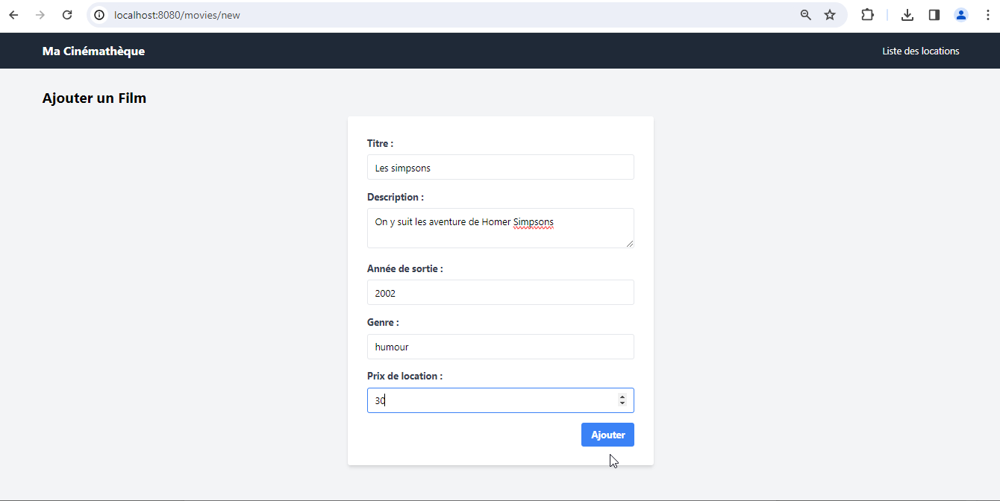 localhost:8080/movies/new
Ma Cinémathèque
Liste des locations
Ajouter un Film
Titre :
Les simpsons
Description :
On y suit les aventure de Homer Simpsons
Année de sortie :
2002
Genre :
humour
Prix de location :
30
Ajouter